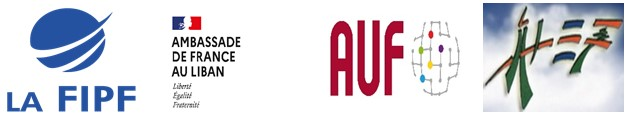 LA FIPF
AMBASSADE
DE FRANCE
AU LIBAN
Liberté
Égalité
Fraternité
AUF